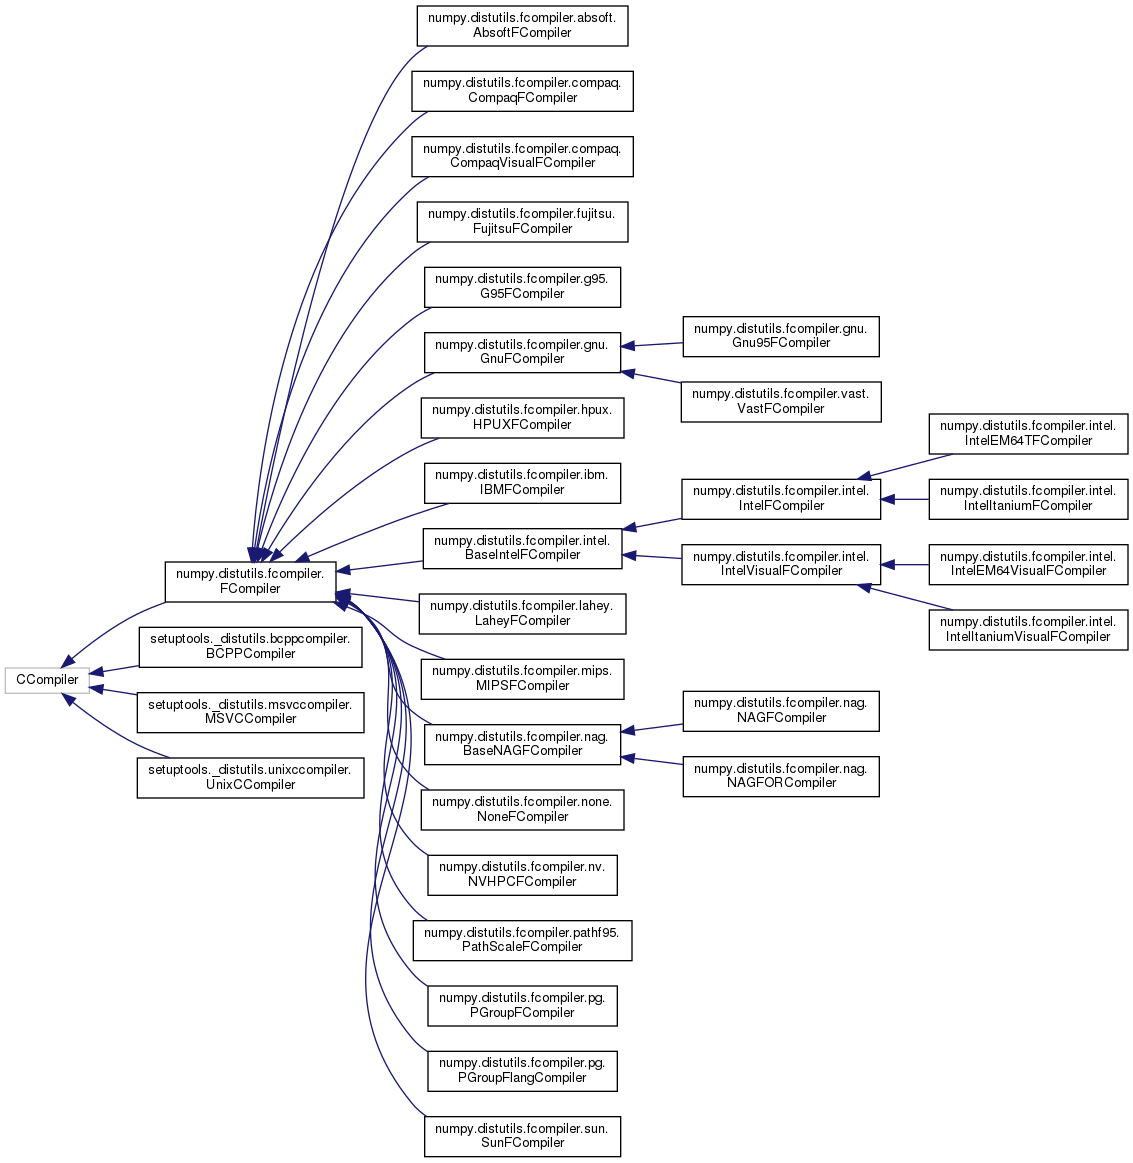 numpy.distutils.fcompiler.absoft.
AbsoftFCompiler
numpy.distutils.fcompiler.compaq.
CompaqFCompiler
numpy.distutils.fcompiler.compaq.
CompaqVisualFCompiler
numpy.distutils.fcompiler.fujitsu.
FujitsuFCompiler
numpy.distutils.fcompiler.g95.
G95FCompiler
numpy.distutils.fcompiler.gnu.
GnuFCompiler
numpy.distutils.fcompiler.gnu.
Gnu95FCompiler
numpy.distutils.fcompiler.vast.
VastFCompiler
numpy.distutils.fcompiler.hpux.
HPUXFCompiler
numpy.distutils.fcompiler.ibm.
IBMFCompiler
numpy.distutils.fcompiler.intel.
BaseIntelFCompiler
numpy.distutils.fcompiler.intel.
IntelFCompiler
numpy.distutils.fcompiler.intel.
IntelVisualFCompiler
numpy.distutils.fcompiler.intel.
IntelEM64TFCompiler
numpy.distutils.fcompiler.intel.
IntelItaniumFCompiler
numpy.distutils.fcompiler.intel.
IntelEM64VisualFCompiler
numpy.distutils.fcompiler.intel.
IntelItaniumVisualFCompiler
numpy.distutils.fcompiler.
FCompiler
setuptools._distutils.bcppcompiler.
BCPPCompiler
CCompiler
setuptools._distutils.msvccompiler.
MSVCCompiler
setuptools._distutils.unixccompiler.
UnixCCompiler
numpy.distutils.fcompiler.lahey.
LaheyFCompiler
numpy.distutils.fcompiler.mips.
MIPSFCompiler
numpy.distutils.fcompiler.nag.
BaseNAGFCompiler
numpy.distutils.fcompiler.nag.
NAGFCompiler
numpy.distutils.fcompiler.nag.
NAGFORCompiler
numpy.distutils.fcompiler.none.
NoneFCompiler
numpy.distutils.fcompiler.nv.
NVHPCFCompiler
numpy.distutils.fcompiler.pathf95.
PathScaleFCompiler
numpy.distutils.fcompiler.pg.
PGroupFCompiler
numpy.distutils.fcompiler.pg.
PGroupFlangCompiler
numpy.distutils.fcompiler.sun.
SunFCompiler